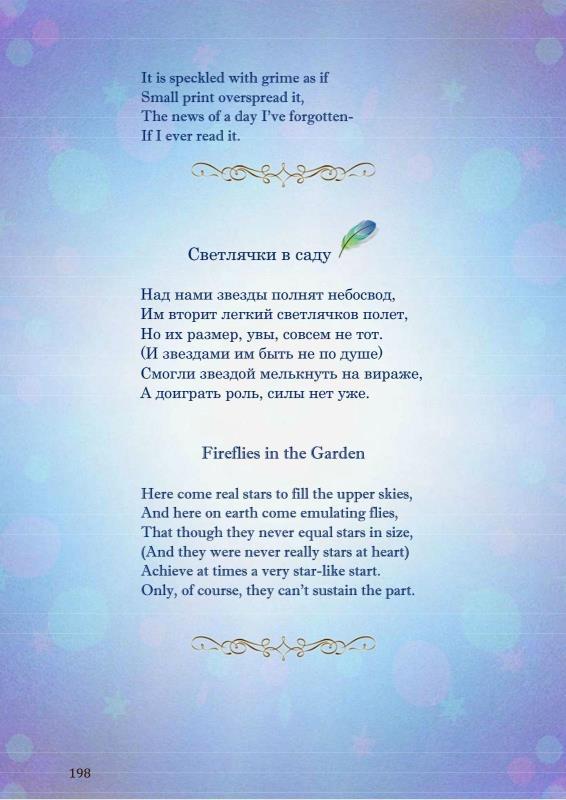 It is speckled with grime as if
Small print overspread it,
The news of a day I've forgotten-
If I ever read it.
Светлячки в саду
Над нами звезды полнят небосвод,
Им вторит легкий светлячков полет,
Но их размер, увы, совсем не тот.
(И звездами им быть не по душе)
Смогли звездой мелькнуть на вираже,
А доиграть роль, силы нет уже.
Fireflies in the Garden
Here come real stars to fill the upper skies,
And here on earth come emulating flies,
That though they never equal stars in size,
(And they were never really stars at heart)
Achieve at times a very star-like start.
Only, of course, they can't sustain the part.
198